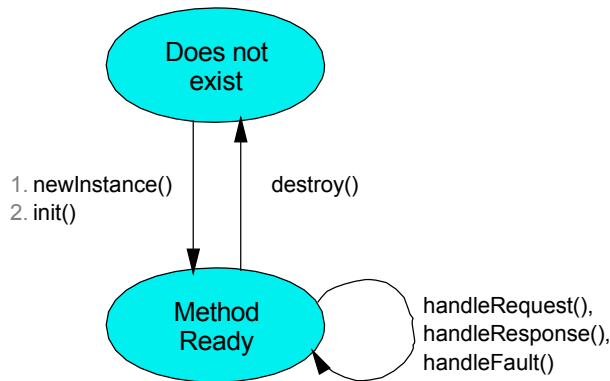 Does not
exist
1. newInstance()
2. init()
destroy()
Method
Ready
handleRequest(),
handleResponse(),
handleFault()